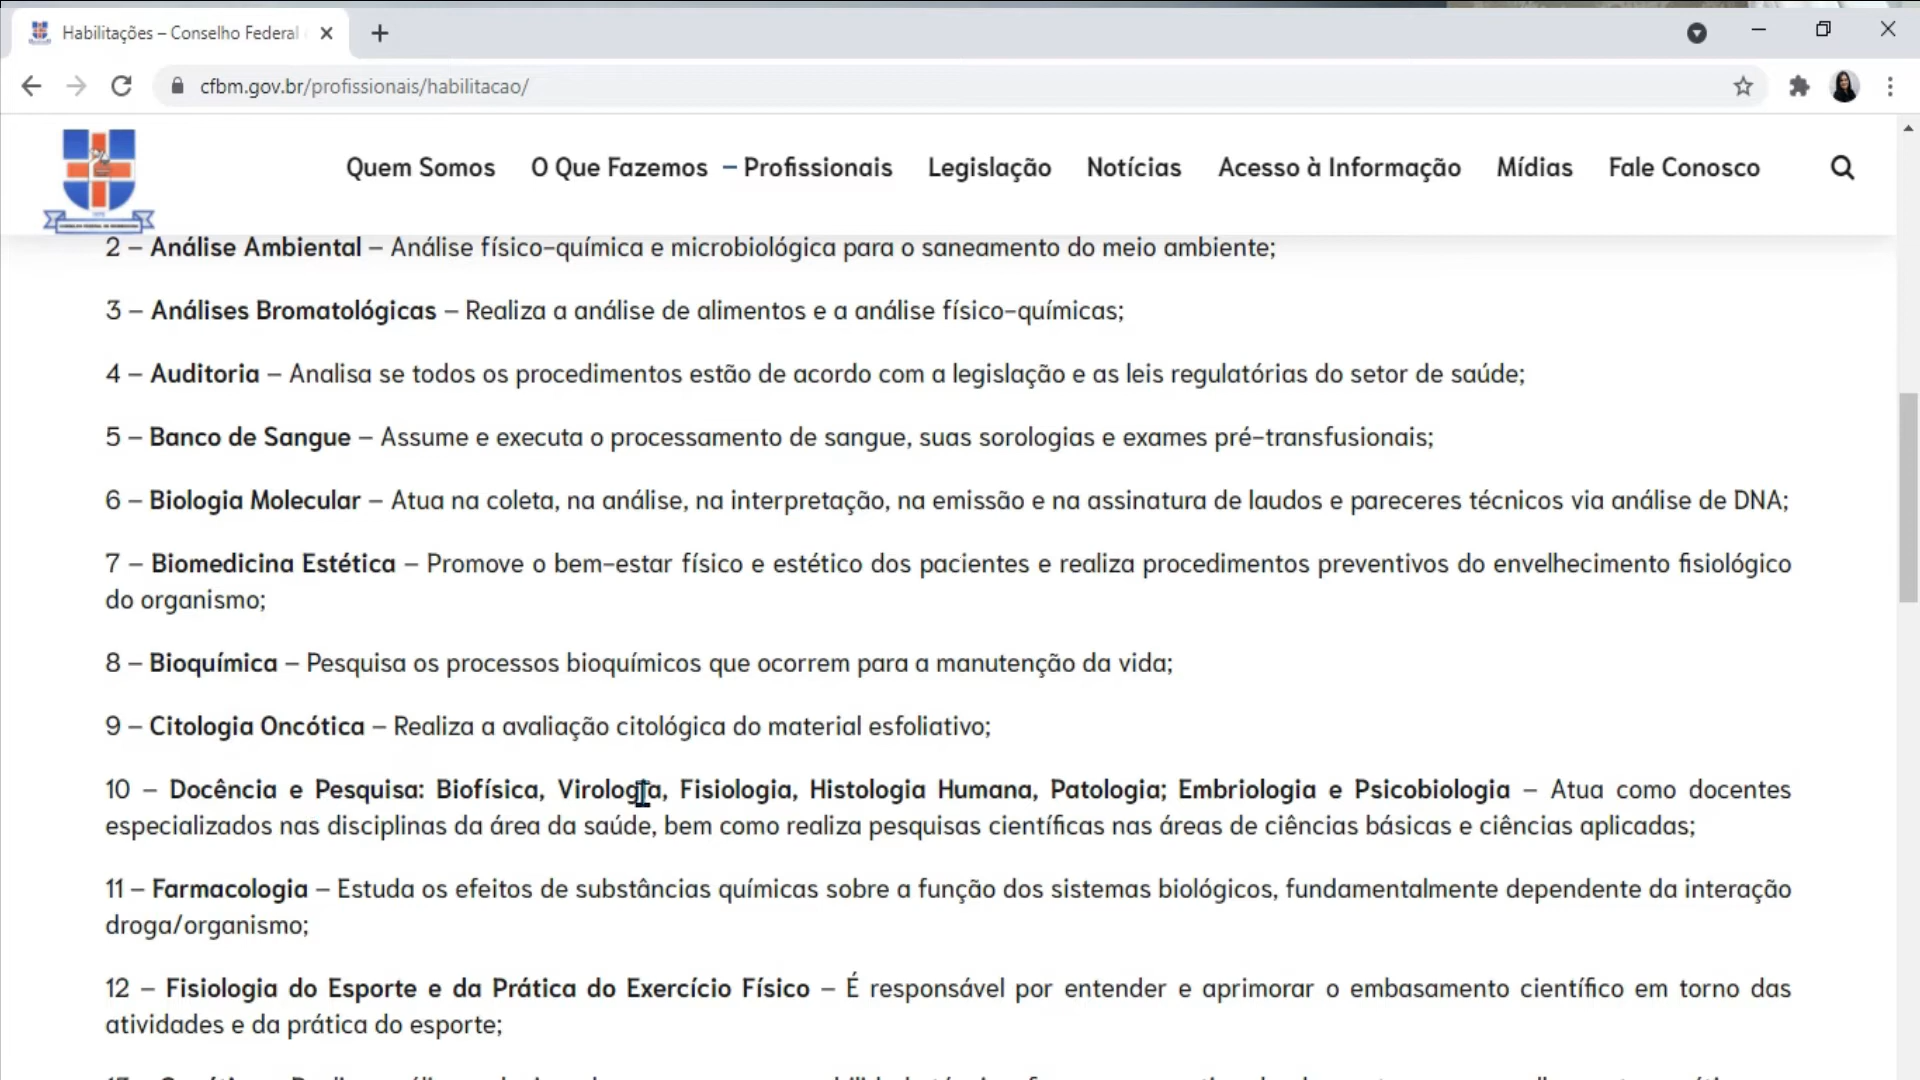 Habilitações – Conselho Federal
cfbm.gov.br/profissionais/habilitacao/
Quem Somos O Que Fazemos – Profissionais Legislação Notícias Acesso à Informação Mídias Fale Conosco
2 – Análise Ambiental – Análise físico-química e microbiológica para o saneamento do meio ambiente;
3 – Análises Bromatológicas – Realiza a análise de alimentos e a análise físico-químicas;
4 – Auditoria – Analisa se todos os procedimentos estão de acordo com a legislação e as leis regulatórias do setor de saúde;
5 – Banco de Sangue – Assume e executa o processamento de sangue, suas sorologias e exames pré-transfusionais;
6 – Biologia Molecular – Atua na coleta, na análise, na interpretação, na emissão e na assinatura de laudos e pareceres técnicos via análise de DNA;
7 – Biomedicina Estética – Promove o bem-estar físico e estético dos pacientes e realiza procedimentos preventivos do envelhecimento fisiológico
do organismo;
8 – Bioquímica – Pesquisa os processos bioquímicos que ocorrem para a manutenção da vida;
9 – Citologia Oncótica – Realiza a avaliação citológica do material esfoliativo;
10 – Docência e Pesquisa: Biofísica, Virologia, Fisiologia, Histologia Humana, Patologia; Embriologia e Psicobiologia – Atua como docentes
especializados nas disciplinas da área da saúde, bem como realiza pesquisas científicas nas áreas de ciências básicas e ciências aplicadas;
11 – Farmacologia – Estuda os efeitos de substâncias químicas sobre a função dos sistemas biológicos, fundamentalmente dependente da interação
droga/organismo;
12 – Fisiologia do Esporte e da Prática do Exercício Físico – É responsável por entender e aprimorar o embasamento científico em torno das
atividades e da prática do esporte;